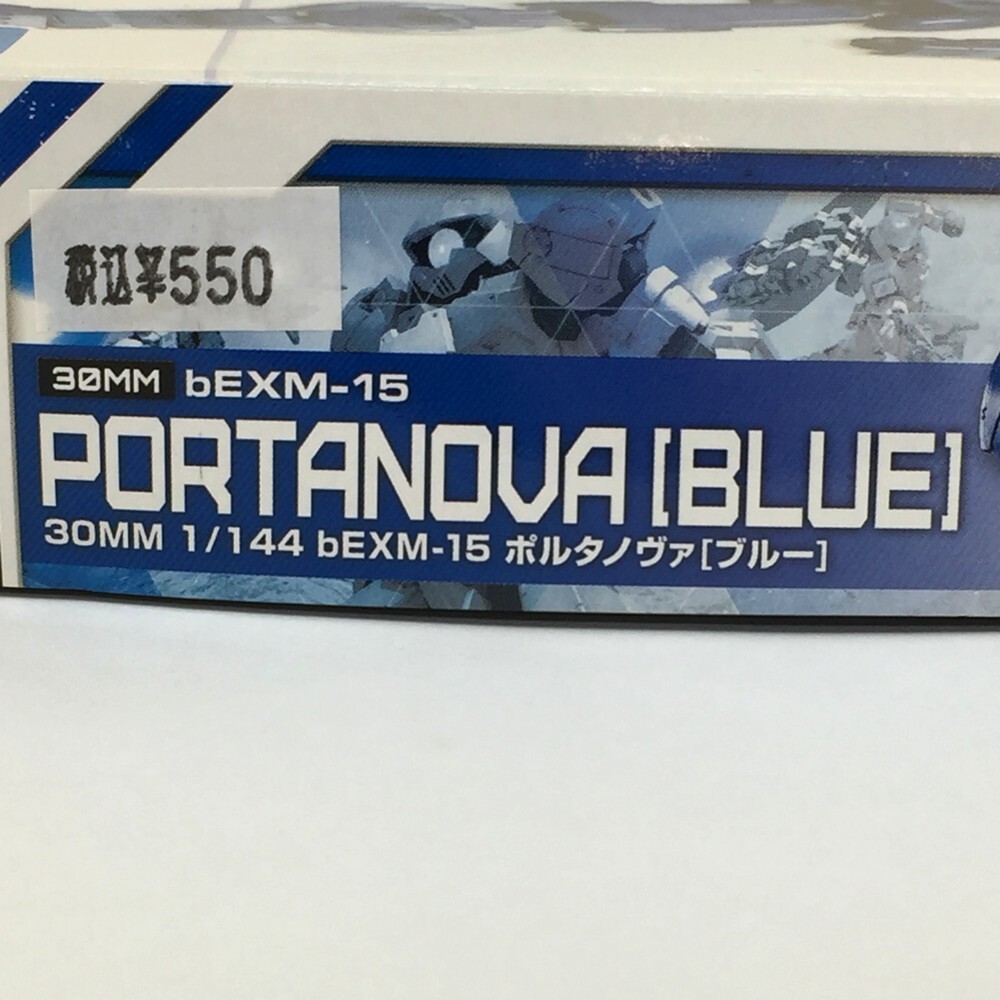 税込¥550
30MM bEXM-15
PORTANOVA [BLUE]
30MM 1/144 bEXM-15 ポルタノヴァ[ブルー]